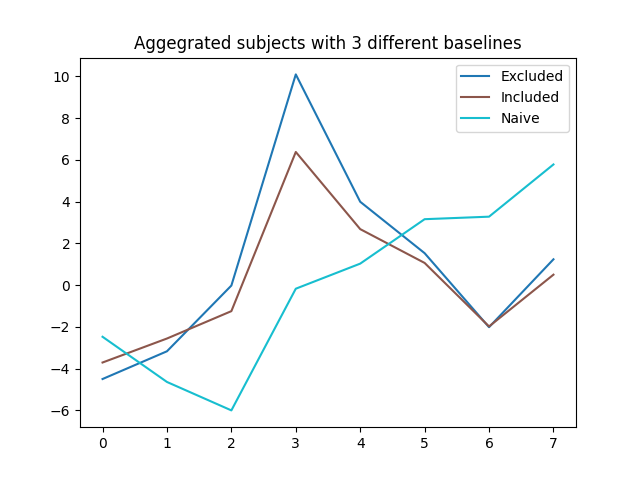 Aggegrated subjects with 3 different baselines
Excluded
Included
Naive
10
8
6
4
2
0
−2
−4
−6
0 1 2 3 4 5 6 7